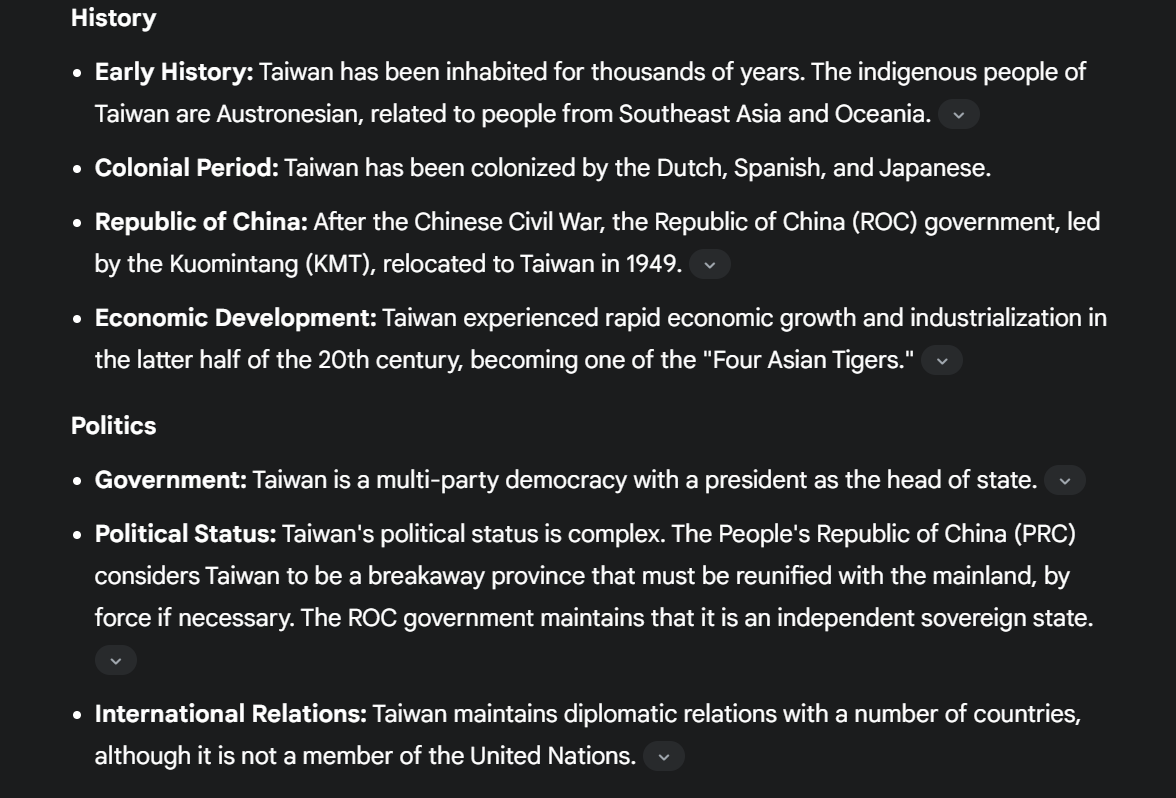 History
• Early History: Taiwan has been inhabited for thousands of years. The indigenous people of
Taiwan are Austronesian, related to people from Southeast Asia and Oceania.
• Colonial Period: Taiwan has been colonized by the Dutch, Spanish, and Japanese.
• Republic of China: After the Chinese Civil War, the Republic of China (ROC) government, led
by the Kuomintang (KMT), relocated to Taiwan in 1949.
• Economic Development: Taiwan experienced rapid economic growth and industrialization in
the latter half of the 20th century, becoming one of the "Four Asian Tigers."
Politics
• Government: Taiwan is a multi-party democracy with a president as the head of state.
• Political Status: Taiwan's political status is complex. The People's Republic of China (PRC)
considers Taiwan to be a breakaway province that must be reunified with the mainland, by
force if necessary. The ROC government maintains that it is an independent sovereign state.
• International Relations: Taiwan maintains diplomatic relations with a number of countries,
although it is not a member of the United Nations.